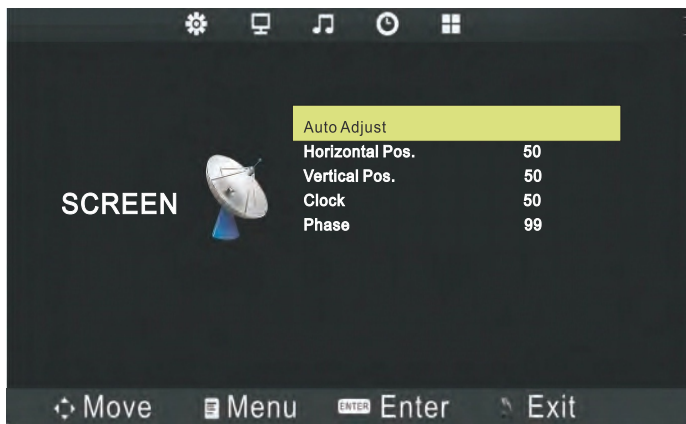 Auto Adjust
Horizontal Pos. 50
Vertical Pos. 50
SCREEN
Clock 50
Phase 99
Move Menu ENTER Enter Exit